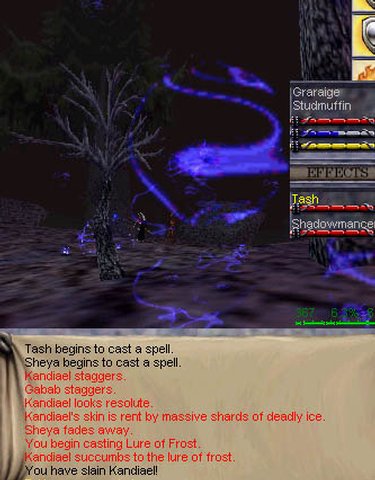 Graraige
Studmuffin
EFFECTS
Tash
Shadowmancer
Tash begins to cast a spell.
Sheya begins to cast a spell.
Kandiael staggers.
Gabab staggers.
Kandiael looks resolute.
Kandiael's skin is rent by massive shards of deadly ice.
Sheya fades away.
You begin casting Lure of Frost.
Kandiael succumbs to the lure of frost.
You have slain Kandiael!